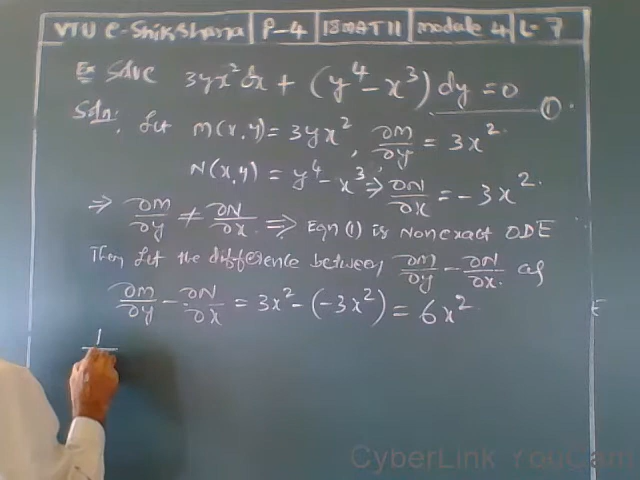 VTU e-Shikshana | P-4 | 18MAT11 | module 4 | L-7
Ex Solve 3yx² dx + (y⁴ - x³) dy = 0 —— ①.
Soln: Let M(x,y) = 3yx², ∂M/∂y = 3x².
N(x,y) = y⁴ - x³ ⇒ ∂N/∂x = -3x².
⇒ ∂M/∂y ≠ ∂N/∂x ⇒ Eqn (1) is Nonexact ODE
Then Let the difference between ∂M/∂y - ∂N/∂x as
∂M/∂y - ∂N/∂x = 3x² - (-3x²) = 6x²
1
CyberLink YouCam